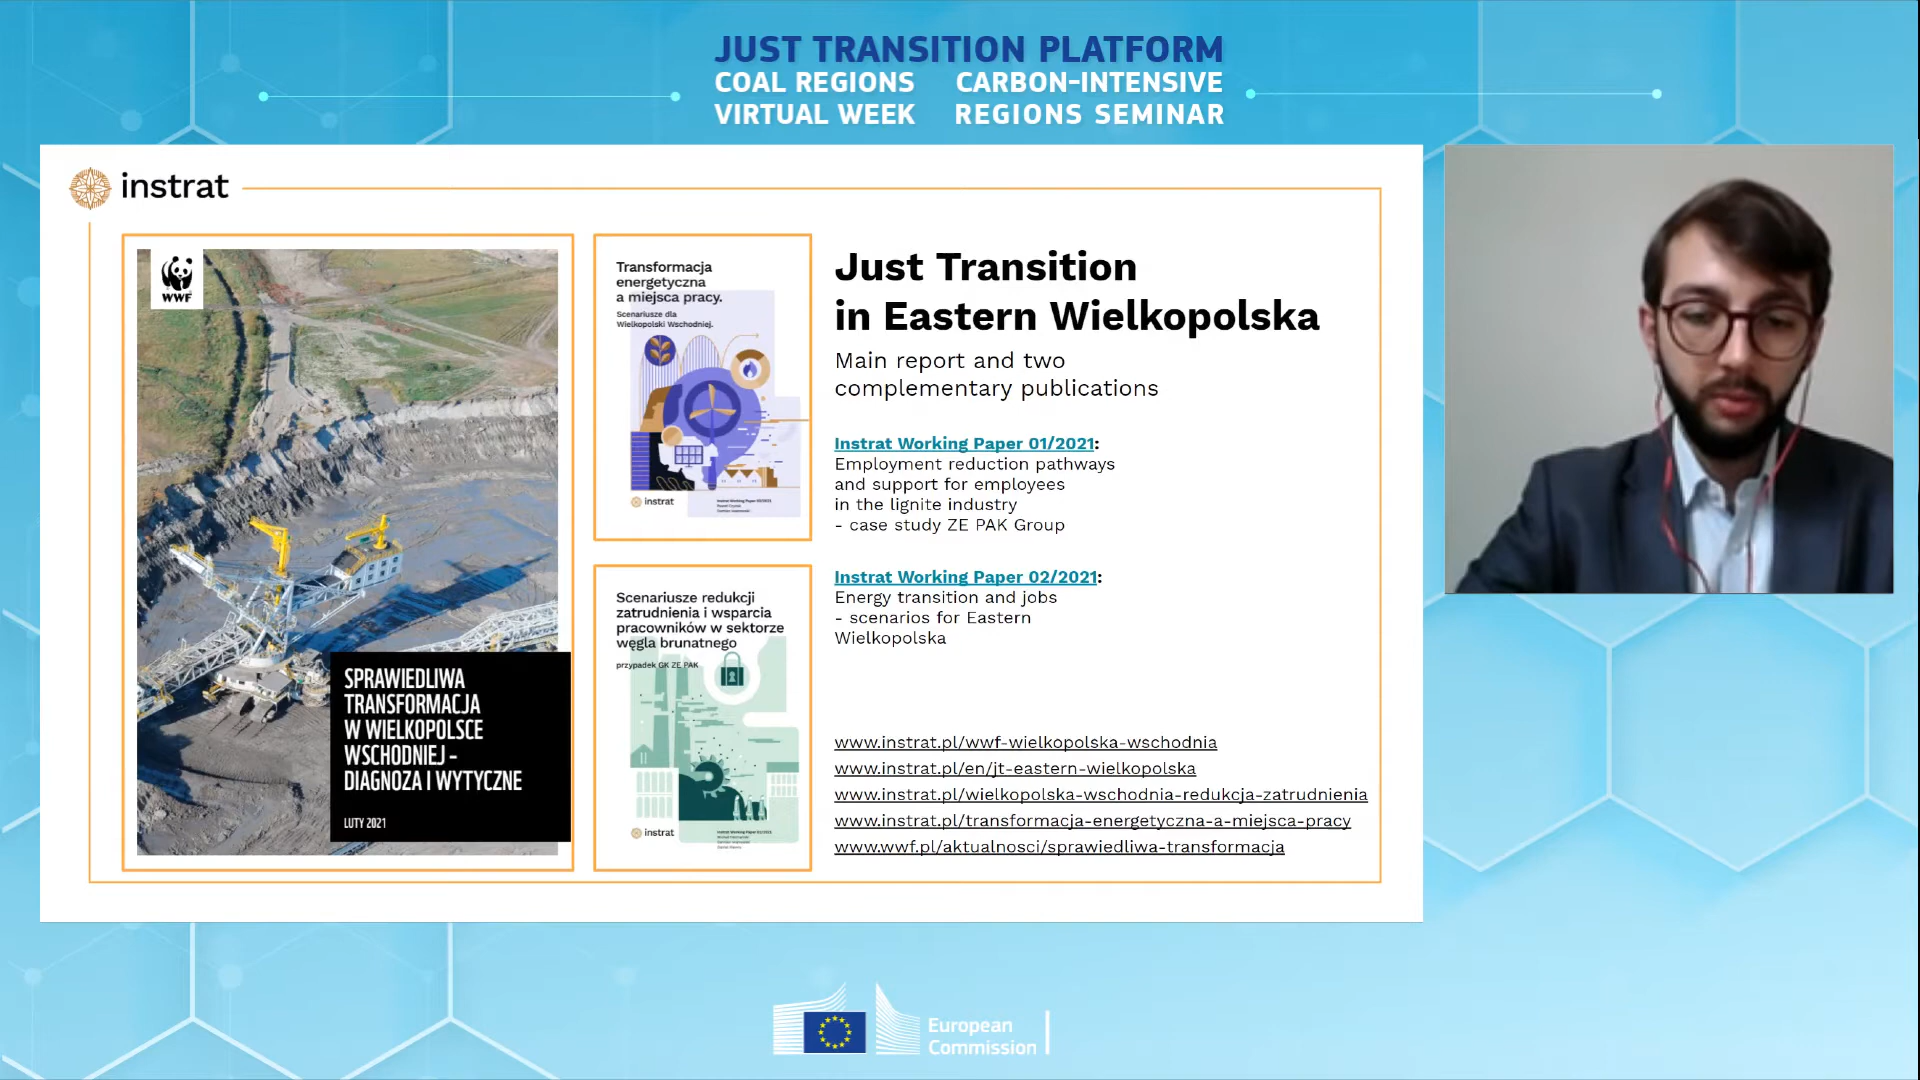 JUST TRANSITION PLATFORM
COAL REGIONS
VIRTUAL WEEK
CARBON-INTENSIVE
REGIONS SEMINAR
instrat
WWF
SPRAWIEDLIWA
TRANSFORMACJA
W WIELKOPOLSCE
WSCHODNIEJ –
DIAGNOZA I WYTYCZNE
LUTY 2021
Transformacja
energetyczna
a miejsca pracy.
Scenariusze dla
Wielkopolski Wschodniej.
instrat
Scenariusze redukcji
zatrudnienia i wsparcia
pracowników w sektorze
węgla brunatnego
przypadek GK ZE PAK
instrat
Just Transition
in Eastern Wielkopolska
Main report and two
complementary publications
Instrat Working Paper 01/2021:
Employment reduction pathways
and support for employees
in the lignite industry
- case study ZE PAK Group
Instrat Working Paper 02/2021:
Energy transition and jobs
- scenarios for Eastern
Wielkopolska
www.instrat.pl/wwf-wielkopolska-wschodnia
www.instrat.pl/en/jt-eastern-wielkopolska
www.instrat.pl/wielkopolska-wschodnia-redukcja-zatrudnienia
www.instrat.pl/transformacja-energetyczna-a-miejsca-pracy
www.wwf.pl/aktualnosci/sprawiedliwa-transformacja
European
Commission